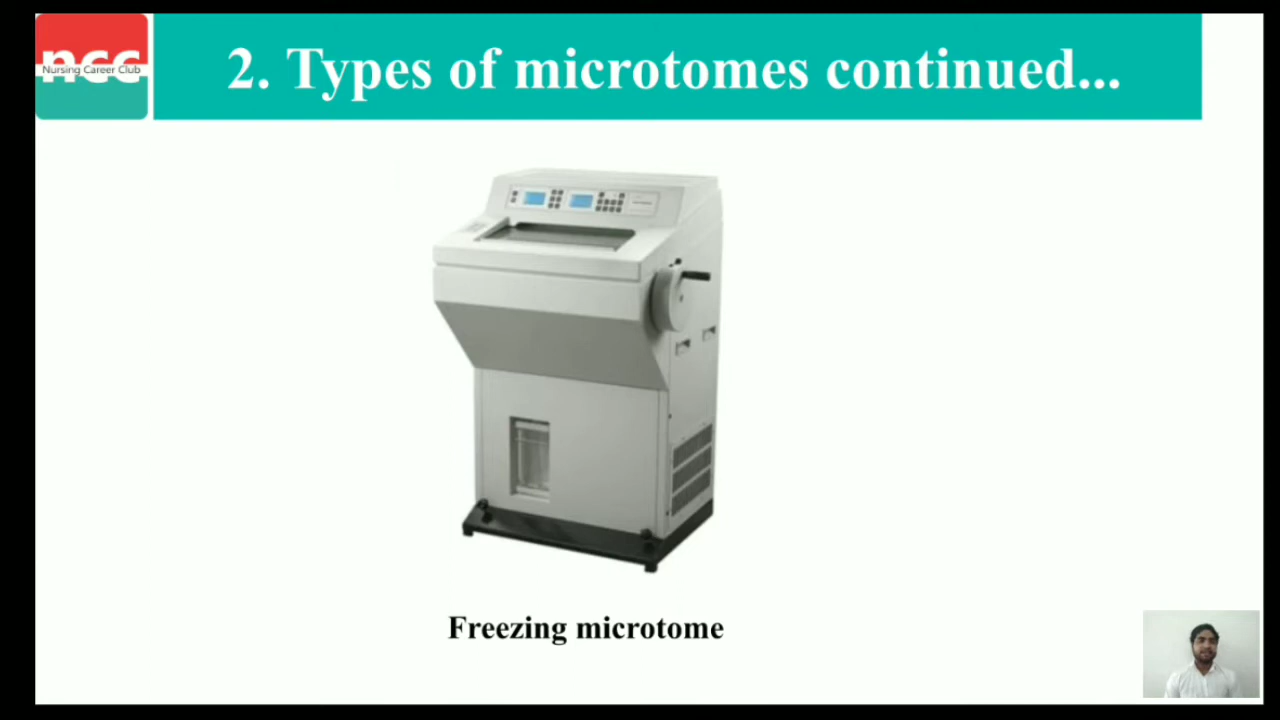 ncc
Nursing Career Club
2. Types of microtomes continued...
Freezing microtome